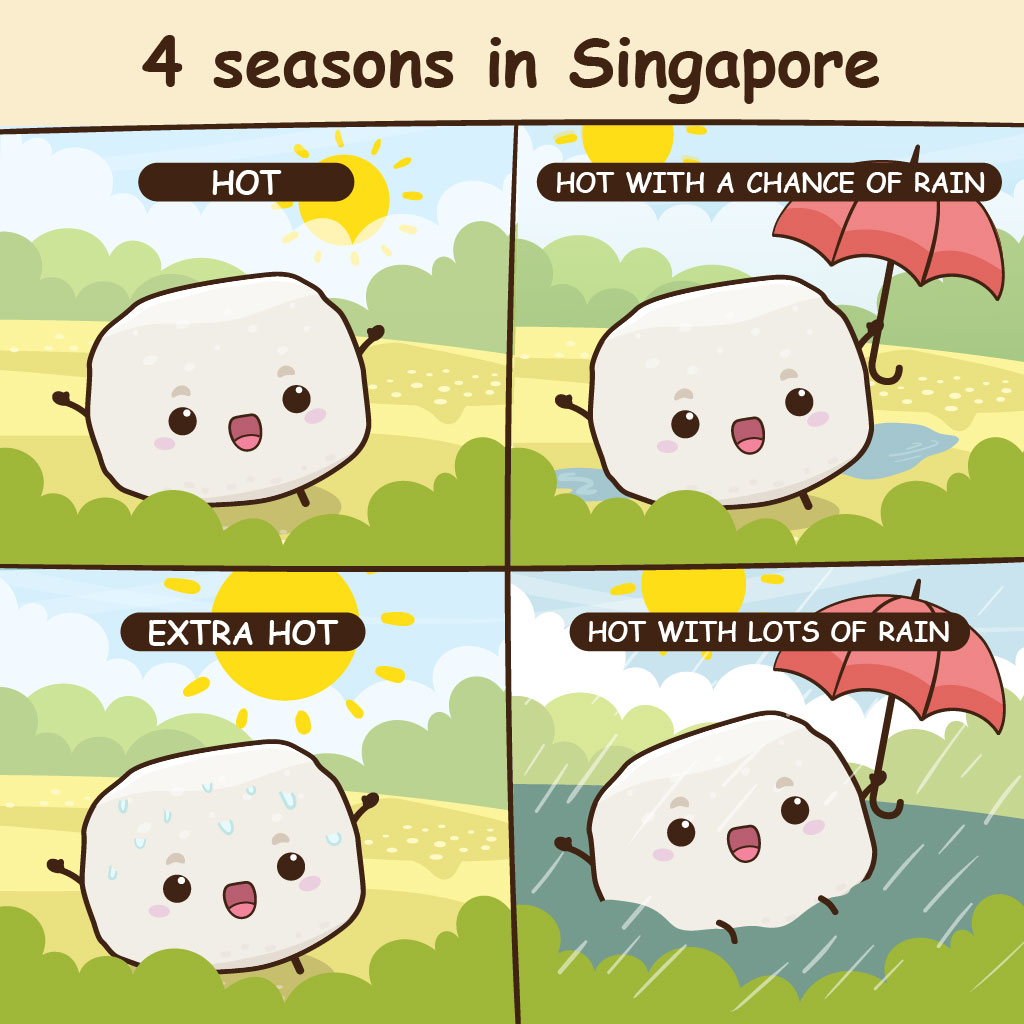 4 seasons in Singapore
HOT
HOT WITH A CHANCE OF RAIN
EXTRA HOT
HOT WITH LOTS OF RAIN